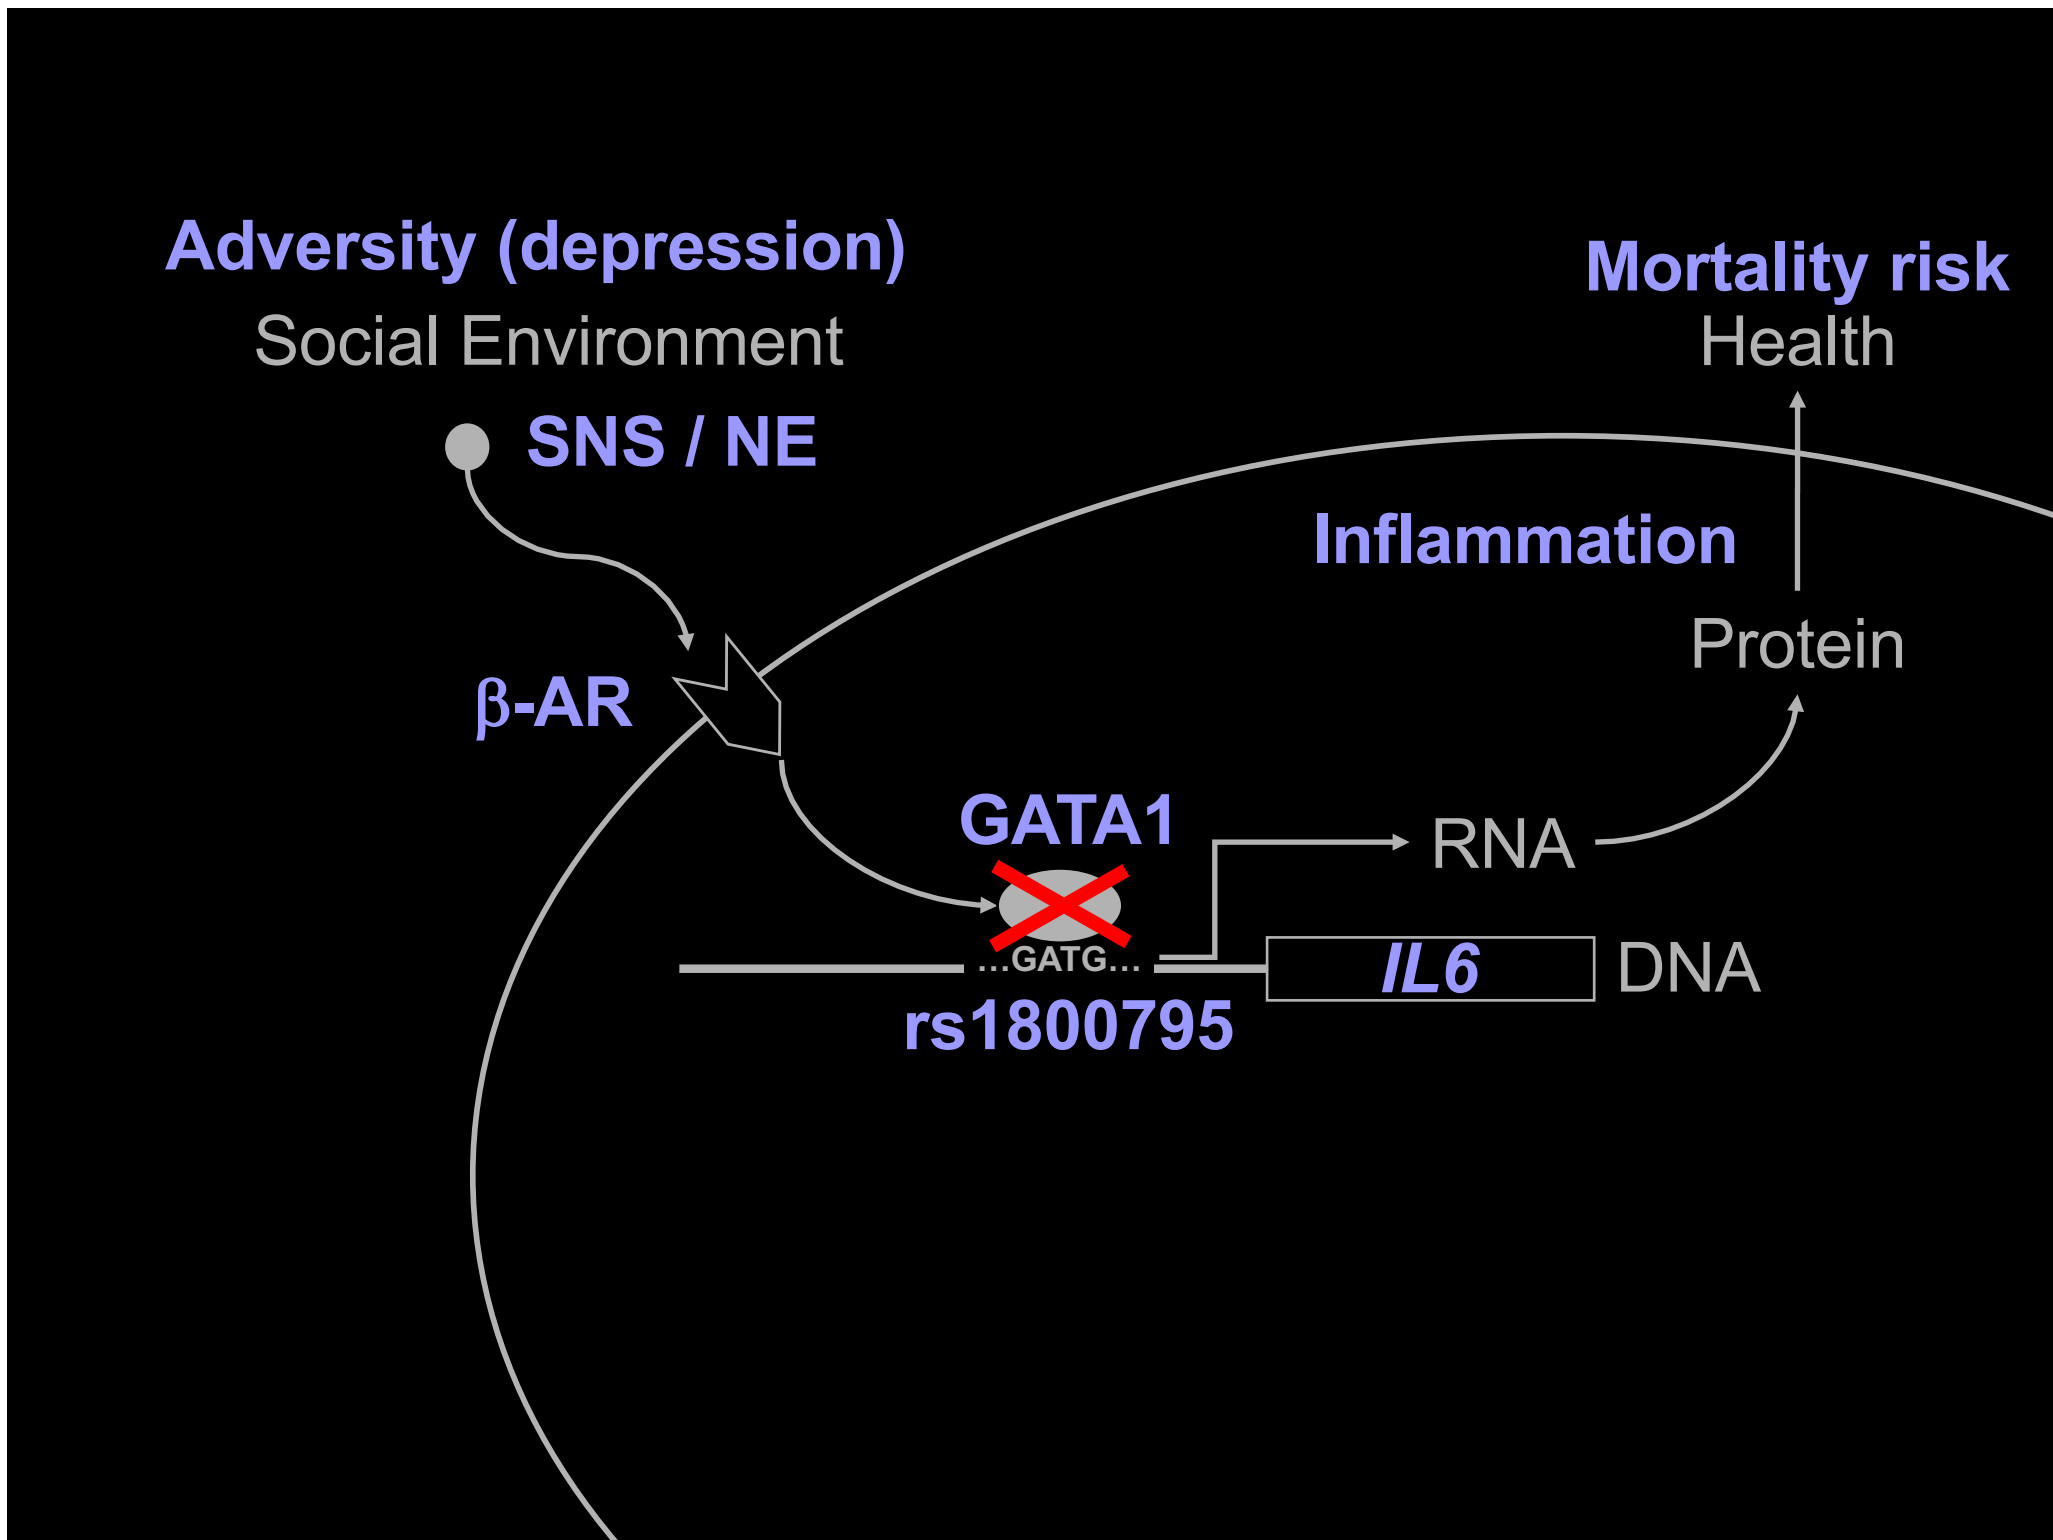 Adversity (depression)
Social Environment
SNS / NE
Mortality risk
Health
Inflammation
Protein
β-AR
GATA1
RNA
...GATG...
IL6
DNA
rs1800795